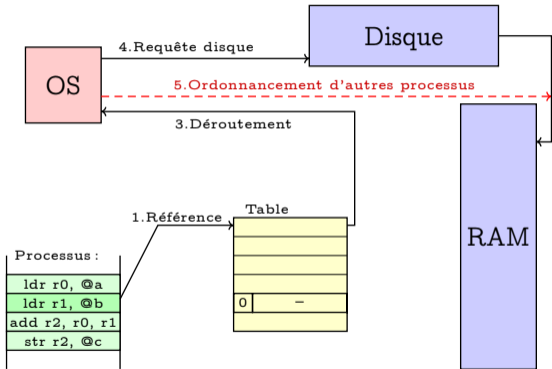 4.Requête disque
Disque
OS
5.Ordonnancement d'autres processus
3.Déroutement
1.Référence
Table
RAM
Processus:
ldr r0, @a
ldr r1, @b
0 –
add r2, r0, r1
str r2, @c